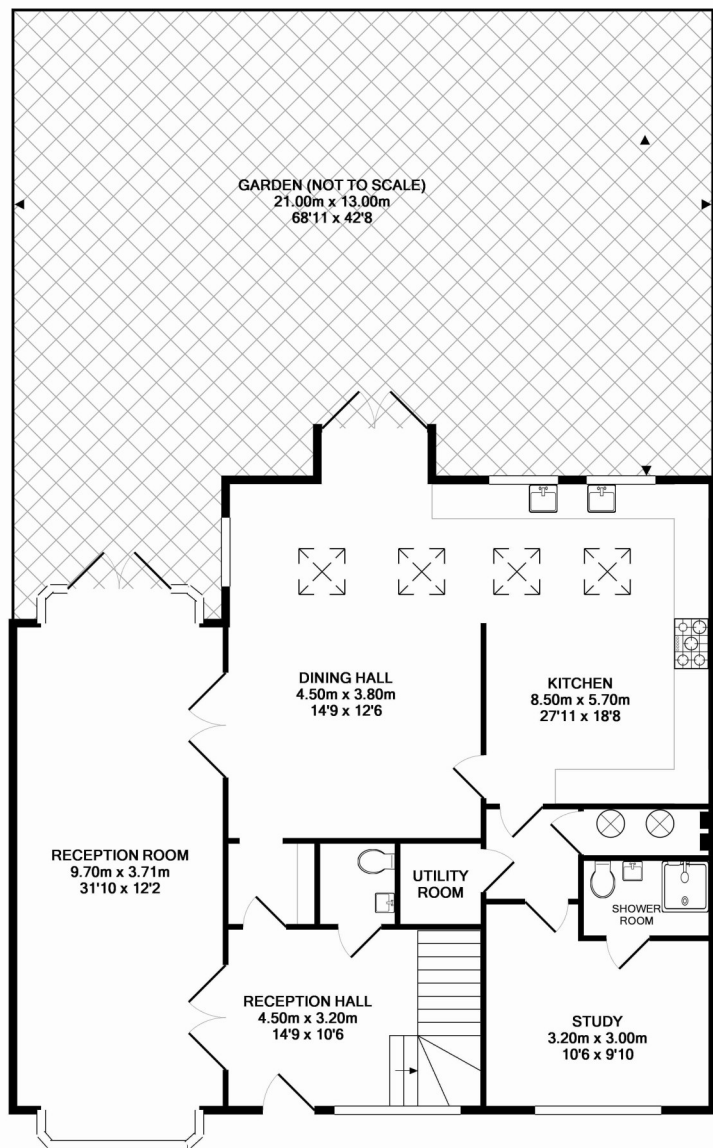 GARDEN (NOT TO SCALE)
21.00m x 13.00m
68'11 x 42'8
DINING HALL
4.50m x 3.80m
14'9 x 12'6
KITCHEN
8.50m x 5.70m
27'11 x 18'8
RECEPTION ROOM
9.70m x 3.71m
31'10 x 12'2
UTILITY
ROOM
SHOWER
ROOM
RECEPTION HALL
4.50m x 3.20m
14'9 x 10'6
STUDY
3.20m x 3.00m
10'6 x 9'10